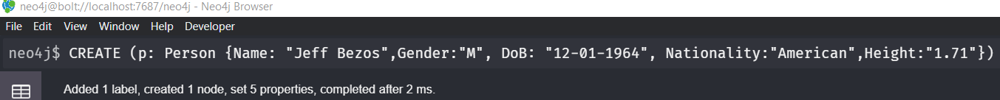 neo4j@bolt://localhost:7687/neo4j - Neo4j Browser
File Edit View Window Help Developer
neo4j$ CREATE (p: Person {Name: "Jeff Bezos",Gender:"M", DoB: "12-01-1964", Nationality:"American",Height:"1.71"})
Added 1 label, created 1 node, set 5 properties, completed after 2 ms.